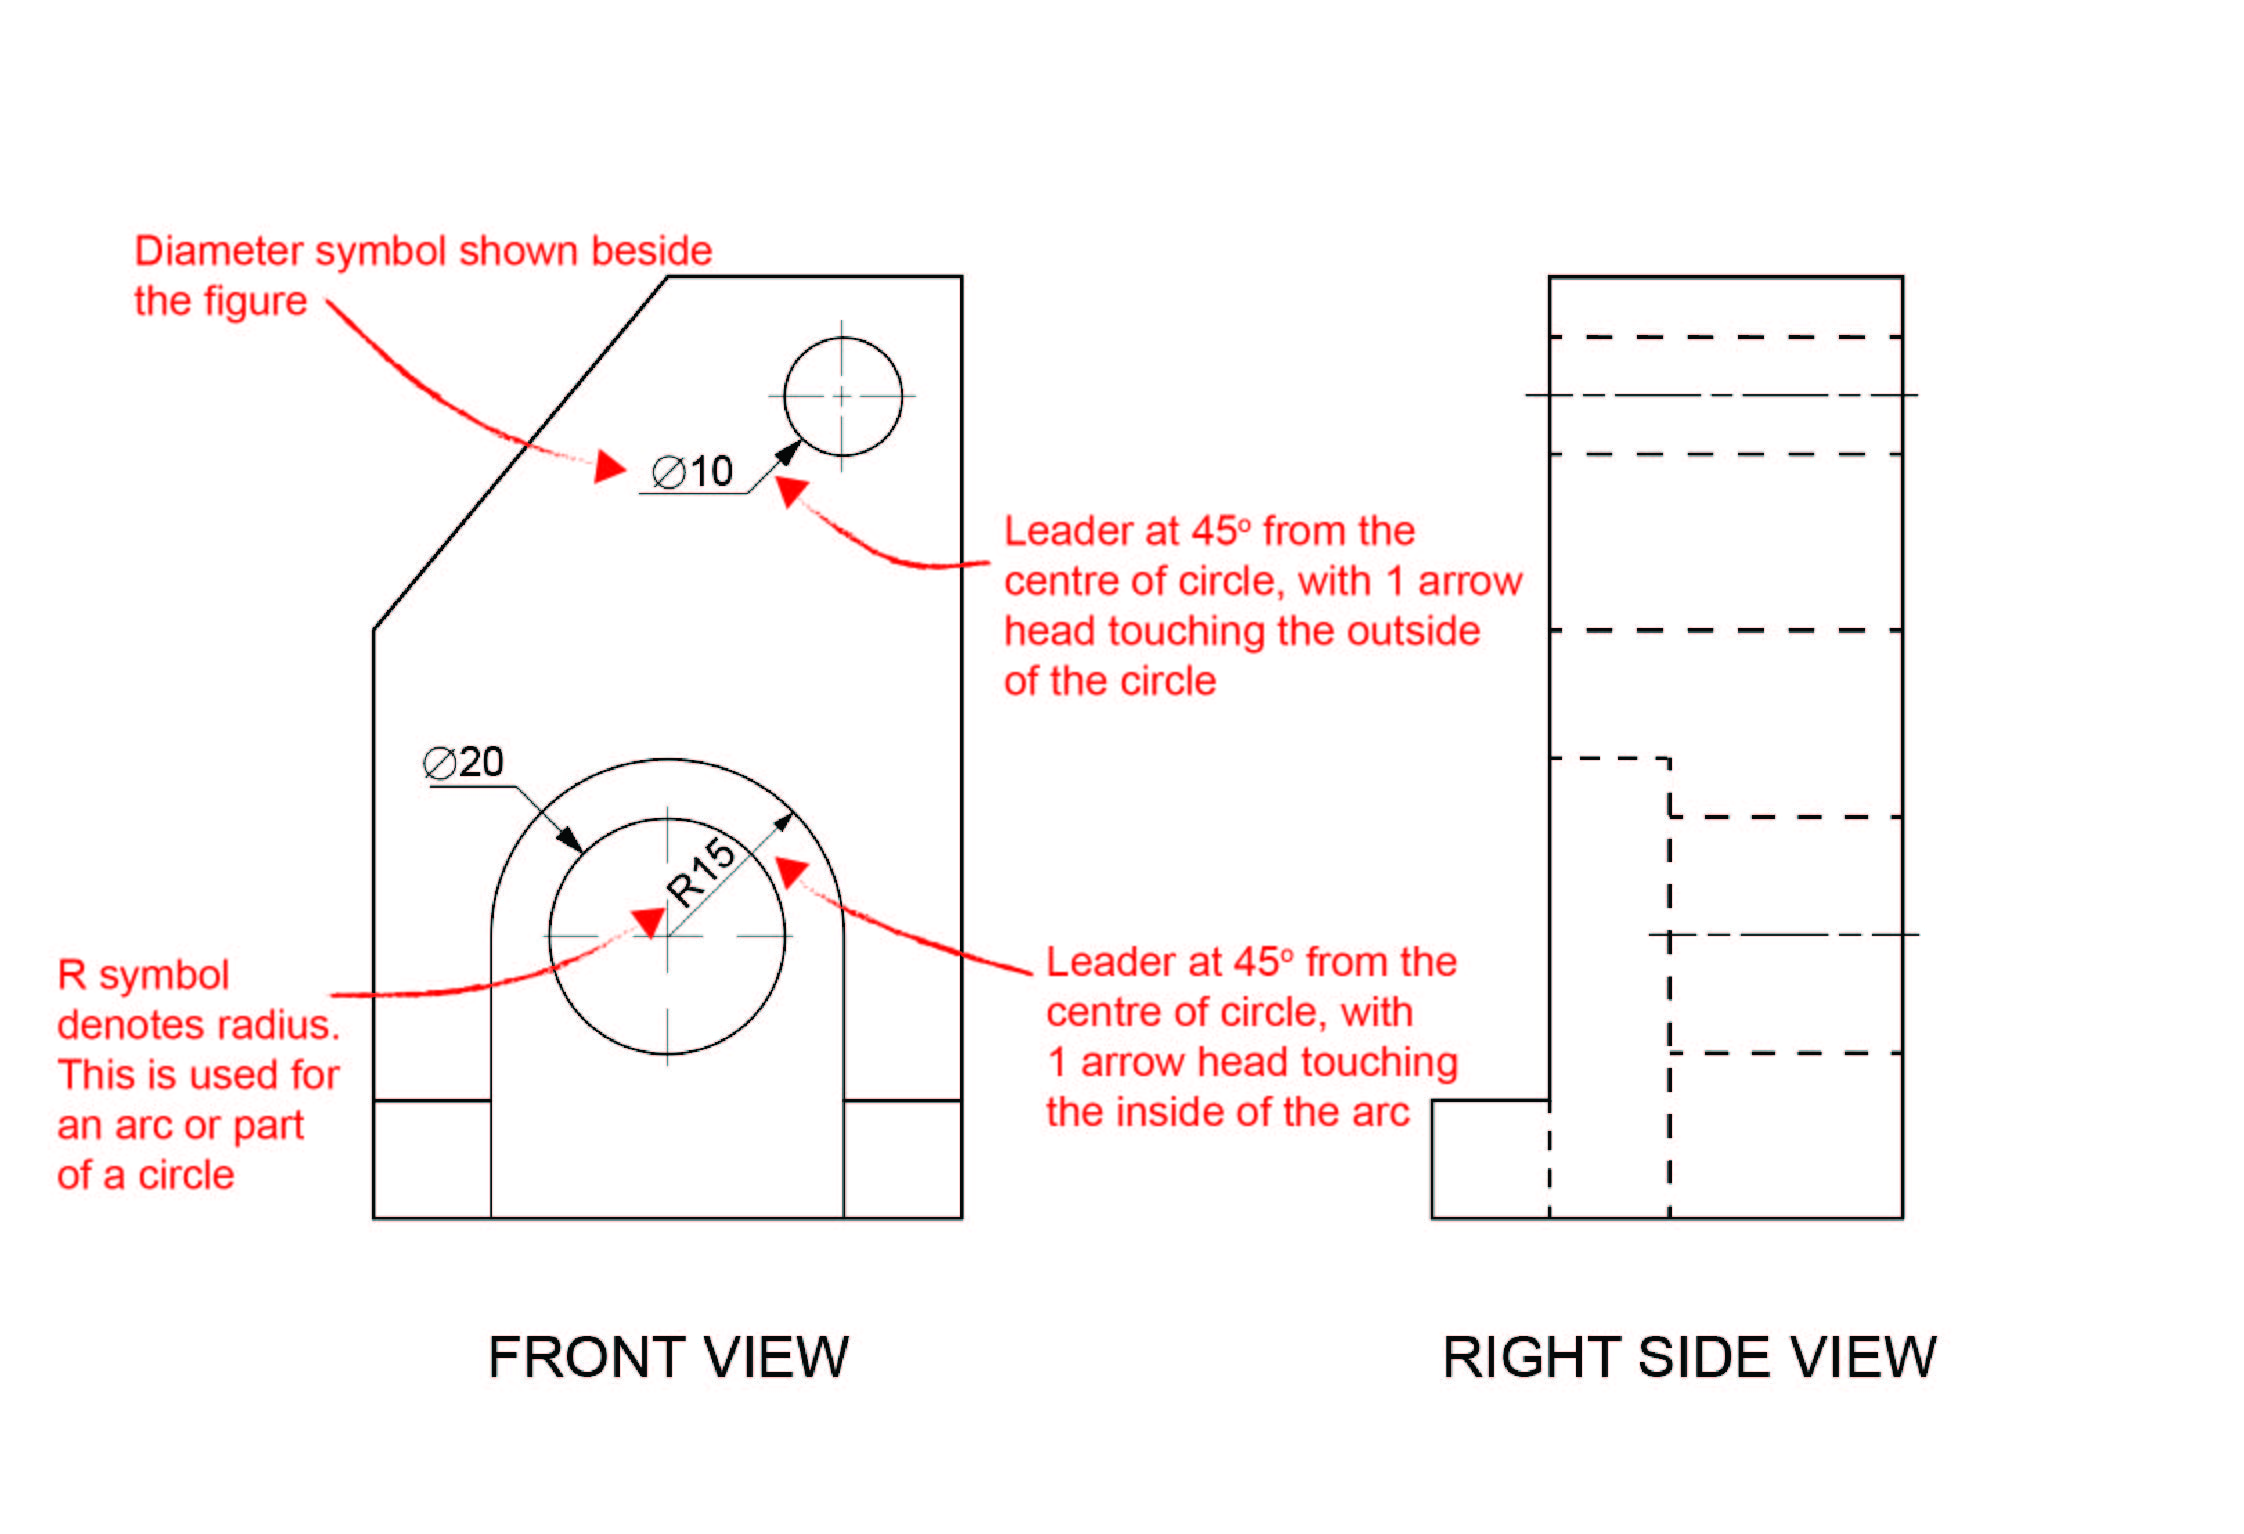 Diameter symbol shown beside
the figure
∅10
Leader at 45° from the
centre of circle, with 1 arrow
head touching the outside
of the circle
∅20
R15
R symbol
denotes radius.
This is used for
an arc or part
of a circle
Leader at 45° from the
centre of circle, with
1 arrow head touching
the inside of the arc
FRONT VIEW
RIGHT SIDE VIEW